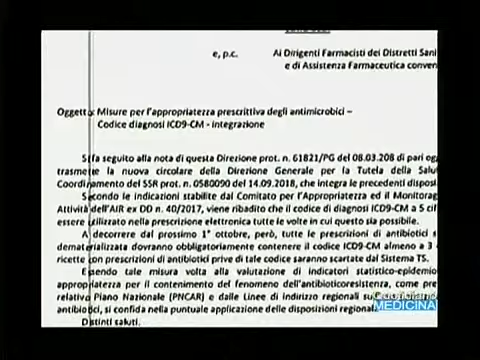 e, p.c.
Ai Dirigenti Farmacisti dei Distretti Sani
e di Assistenza Farmaceutica conven
Oggetto: Misure per l'appropriatezza prescrittiva degli antimicrobici –
Codice diagnosi ICD9-CM - integrazione
Si fa seguito alla nota di questa Direzione prot. n. 61821/PG del 08.03.208 di pari og
trasmette la nuova circolare della Direzione Generale per la Tutela della Salu
Coordinamento del SSR prot. n. 0580090 del 14.09.2018, che integra le precedenti disposi
Secondo le indicazioni stabilite dal Comitato per l'Appropriatezza ed il Monitorag
Attività dell'AIR ex DD n. 40/2017, viene ribadito che il codice di diagnosi ICD9-CM a 5 cif
essere utilizzato nella prescrizione elettronica tutte le volte in cui questo sia possibile.
A decorrere dal prossimo 1° ottobre, però, tutte le prescrizioni di antibiotici s
dematerializzata dovranno obbligatoriamente contenere il codice ICD9-CM almeno a 3
ricette con prescrizioni di antibiotici prive di tale codice saranno scartate dal Sistema TS.
Essendo tale misura volta alla valutazione di indicatori statistico-epidemio
appropriatezza per il contenimento del fenomeno dell'antibioticoresistenza, come pre
relativo Piano Nazionale (PNCAR) e dalle Linee di indirizzo regionali su
antibiotici, si confida nella puntuale applicazione delle disposizioni regional
Distinti saluti.
MEDICINA